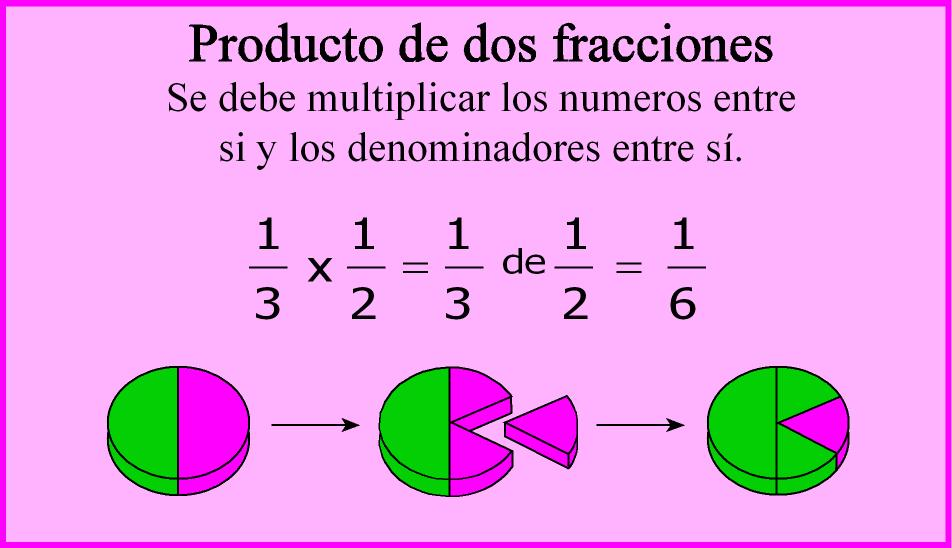 Producto de dos fracciones
Se debe multiplicar los numeros entre
si y los denominadores entre sí.
1/3 x 1/2 = 1/3 de 1/2 = 1/6